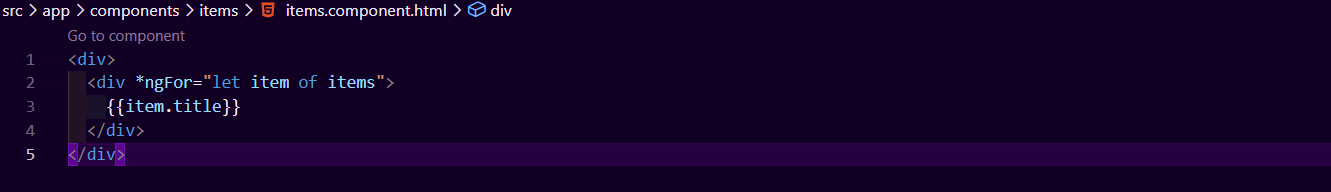 src > app > components > items > items.component.html > div
Go to component
1 <div>
2 <div *ngFor="let item of items">
3 {{item.title}}
4 </div>
5 </div>